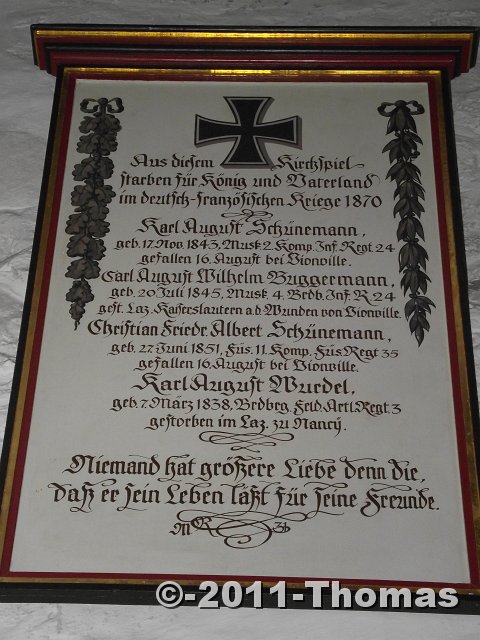 Aus diesem Kirchspiel
starben für König und Vaterland
im deutsch-französischen Kriege 1870
Karl August Schünemann,
geb. 17. Nov. 1843, Musk. 2. Komp. Inf. Regt. 24
gefallen 16. August bei Vionville.
Carl August Wilhelm Buggermann,
geb. 20 Juli 1845, Musk. 4. Brdb. Inf. R. 24
gest. Laz. Kaiserslautern a.d. Wunden von Vionville.
Christian Friedr. Albert Schünemann,
geb. 27. Juni 1851, Füs. 11. Komp. Füs. Regt 35
gefallen 16. August bei Vionville.
Karl August Wurdel,
geb. 7. März 1838, Brdbrg. Feld. Artl. Regt. 3
gestorben im Laz. zu Nancÿ.
Niemand hat größere Liebe denn die,
daß er sein Leben läßt für seine Freunde.
©-2011-Thomas